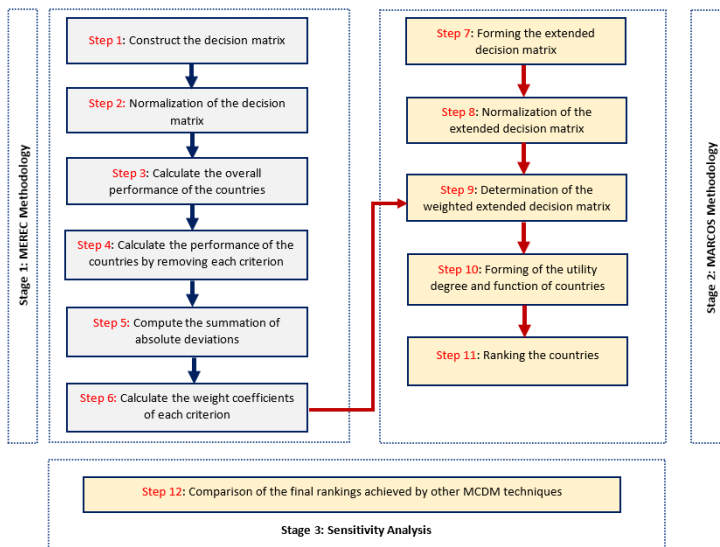 Stage 1: MEREC Methodology
Step 1: Construct the decision matrix
Step 2: Normalization of the decision
matrix
Step 3: Calculate the overall
performance of the countries
Step 4: Calculate the performance of the
countries by removing each criterion
Step 5: Compute the summation of
absolute deviations
Step 6: Calculate the weight coefficients
of each criterion
Step 7: Forming the extended
decision matrix
Step 8: Normalization of the
extended decision matrix
Step 9: Determination of the
weighted extended decision matrix
Step 10: Forming of the utility
degree and function of countries
Step 11: Ranking the countries
Stage 2: MARCOS Methodology
Step 12: Comparison of the final rankings achieved by other MCDM techniques
Stage 3: Sensitivity Analysis